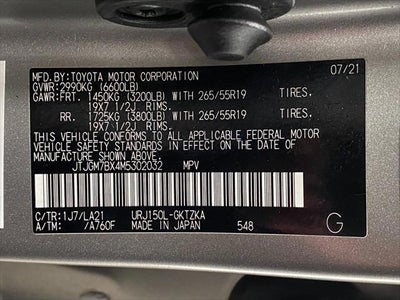 07/21
MFD.BY:TOYOTA MOTOR CORPORATION
GVWR:2990KG (6600LB)
GAWR:FRT. 1450KG (3200LB) WITH 265/55R19 TIRES,
19X7 1/2J RIMS.
RR. 1725KG (3800LB) WITH 265/55R19 TIRES,
19X7 1/2J RIMS.
THIS VEHICLE CONFORMS TO ALL APPLICABLE FEDERAL MOTOR
VEHICLE SAFETY STANDARDS IN EFFECT ON THE DATE OF
MANUFACTURE SHOWN ABOVE.
JTJGM7BX4M5302032 MPV
C/TR:1J7/LA21 URJ150L-GKTZKA
A/TM: /A760F MADE IN JAPAN 548 G